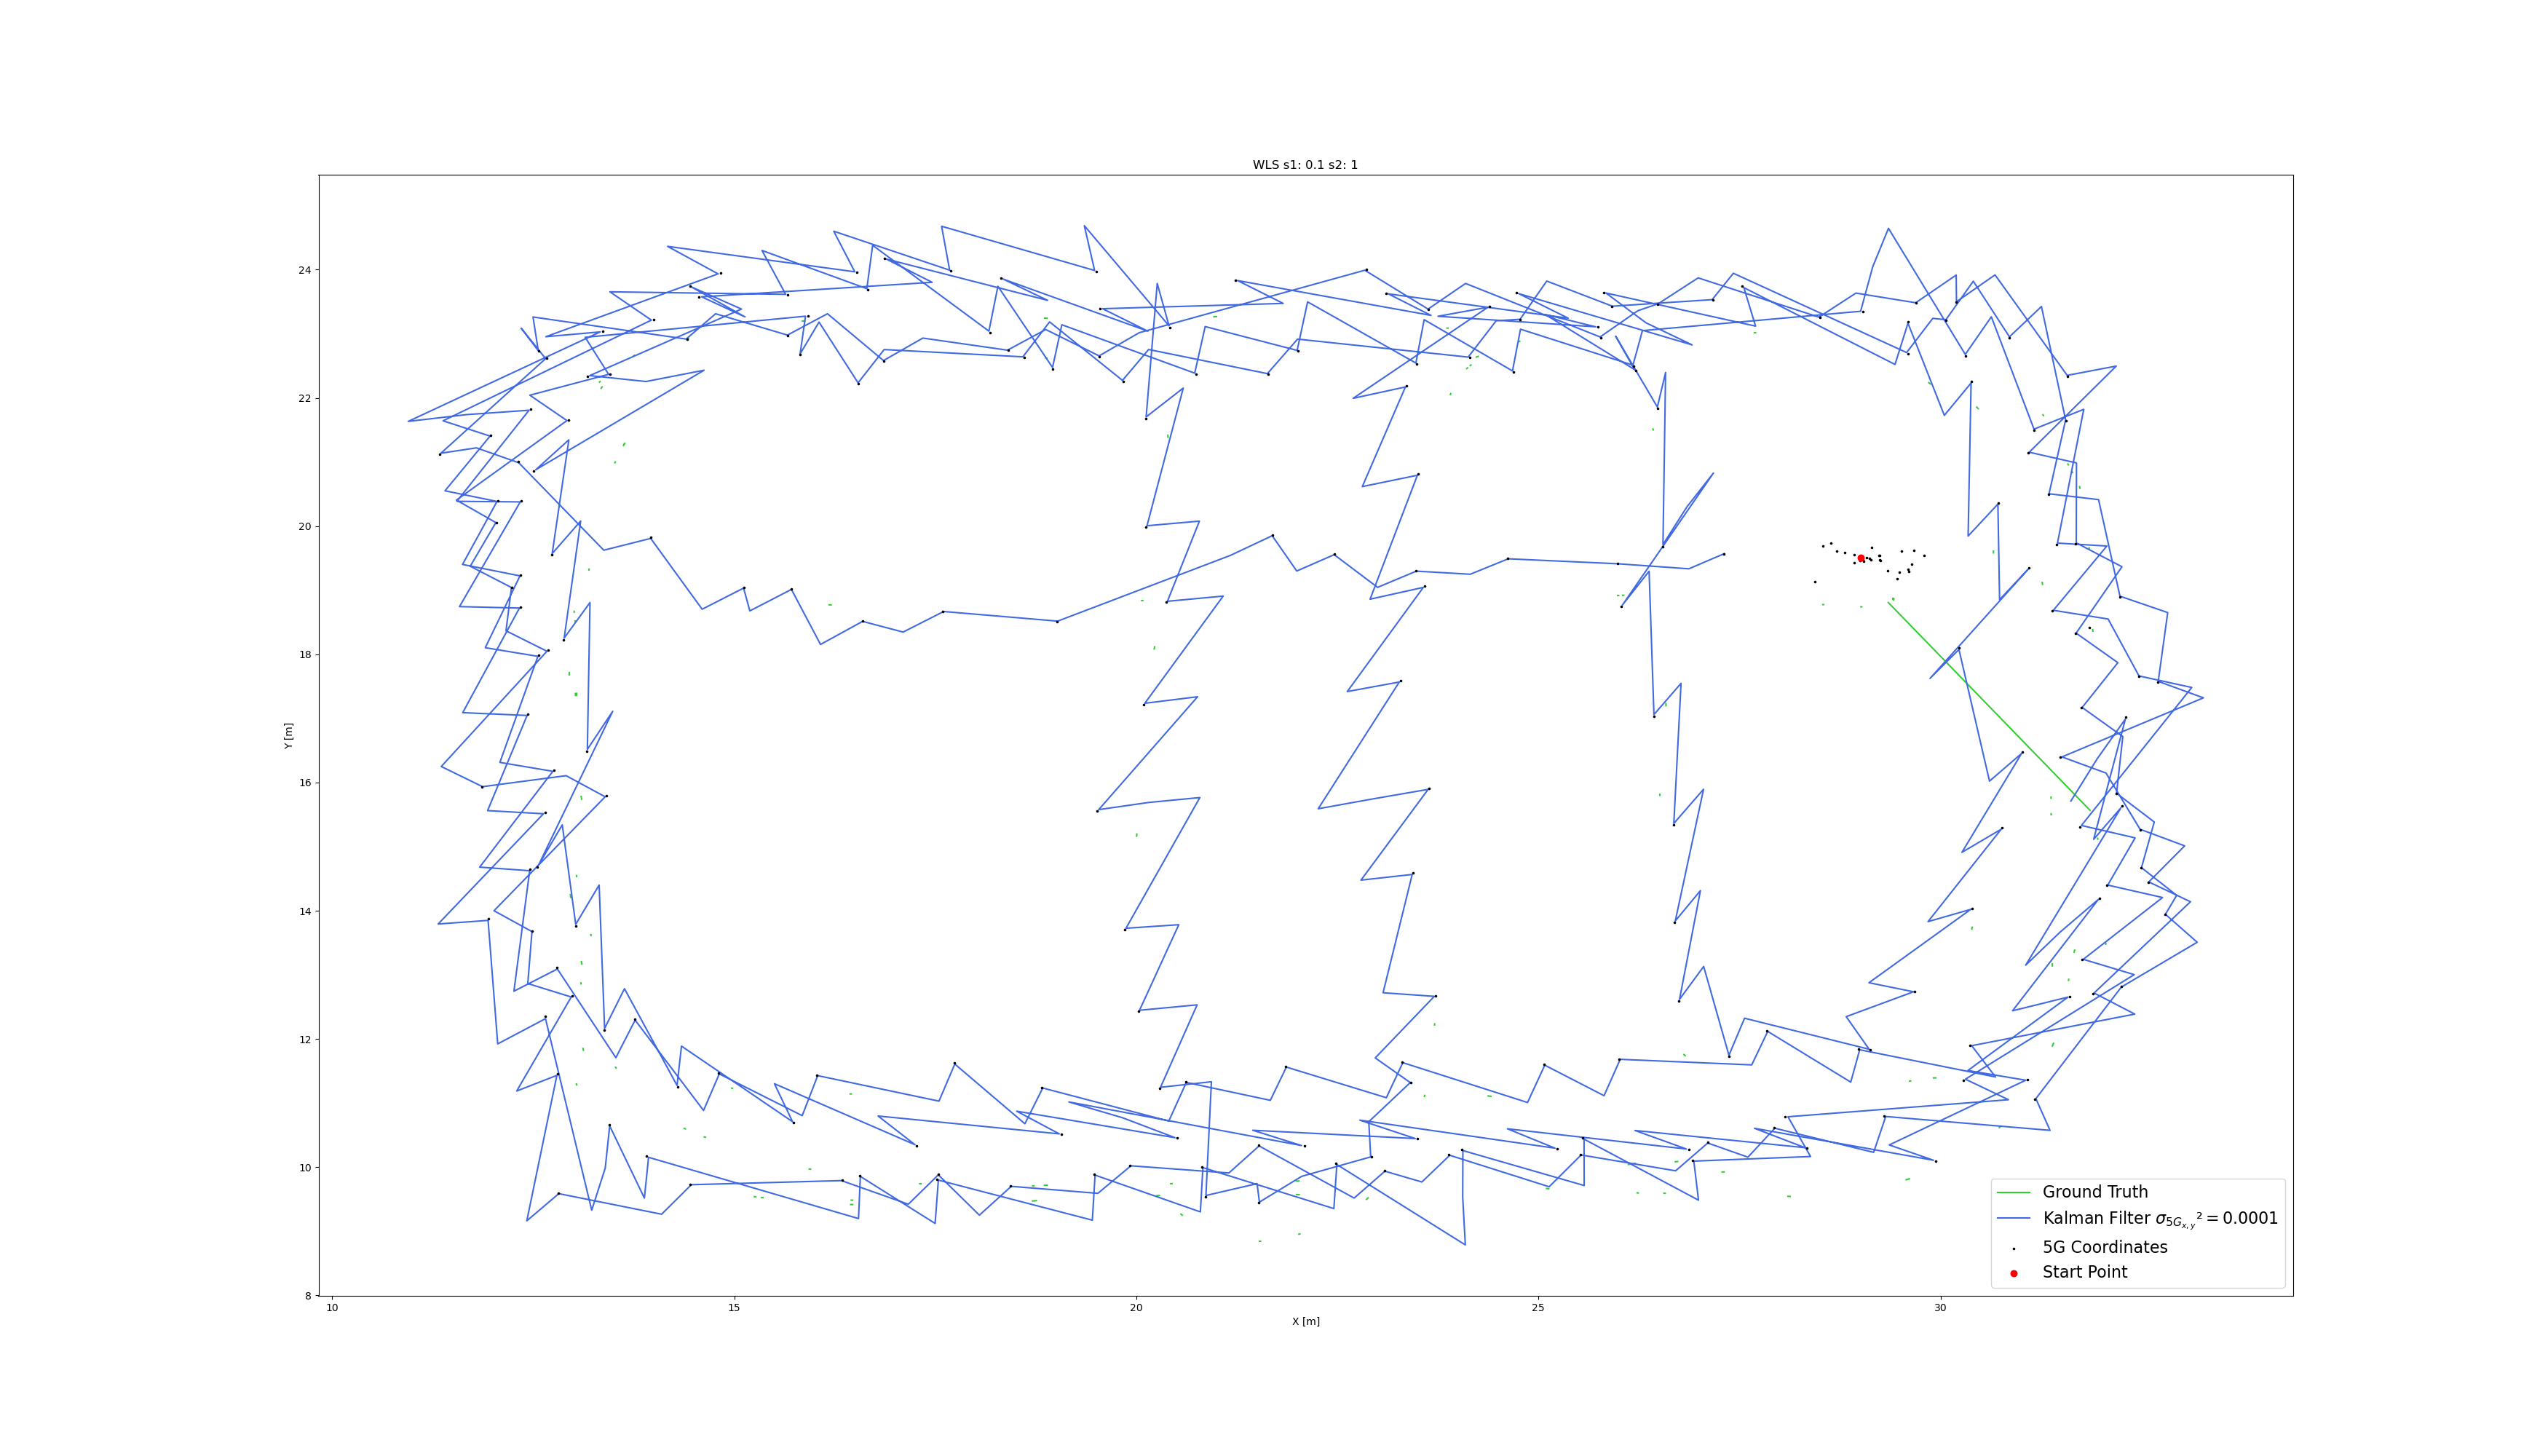 WLS s1: 0.1 s2: 1
24
22
20
18
16
14
12
10
8
Y [m]
10 15 20 25 30
X [m]
Ground Truth
Kalman Filter σ5Gx,y² = 0.0001
5G Coordinates
Start Point